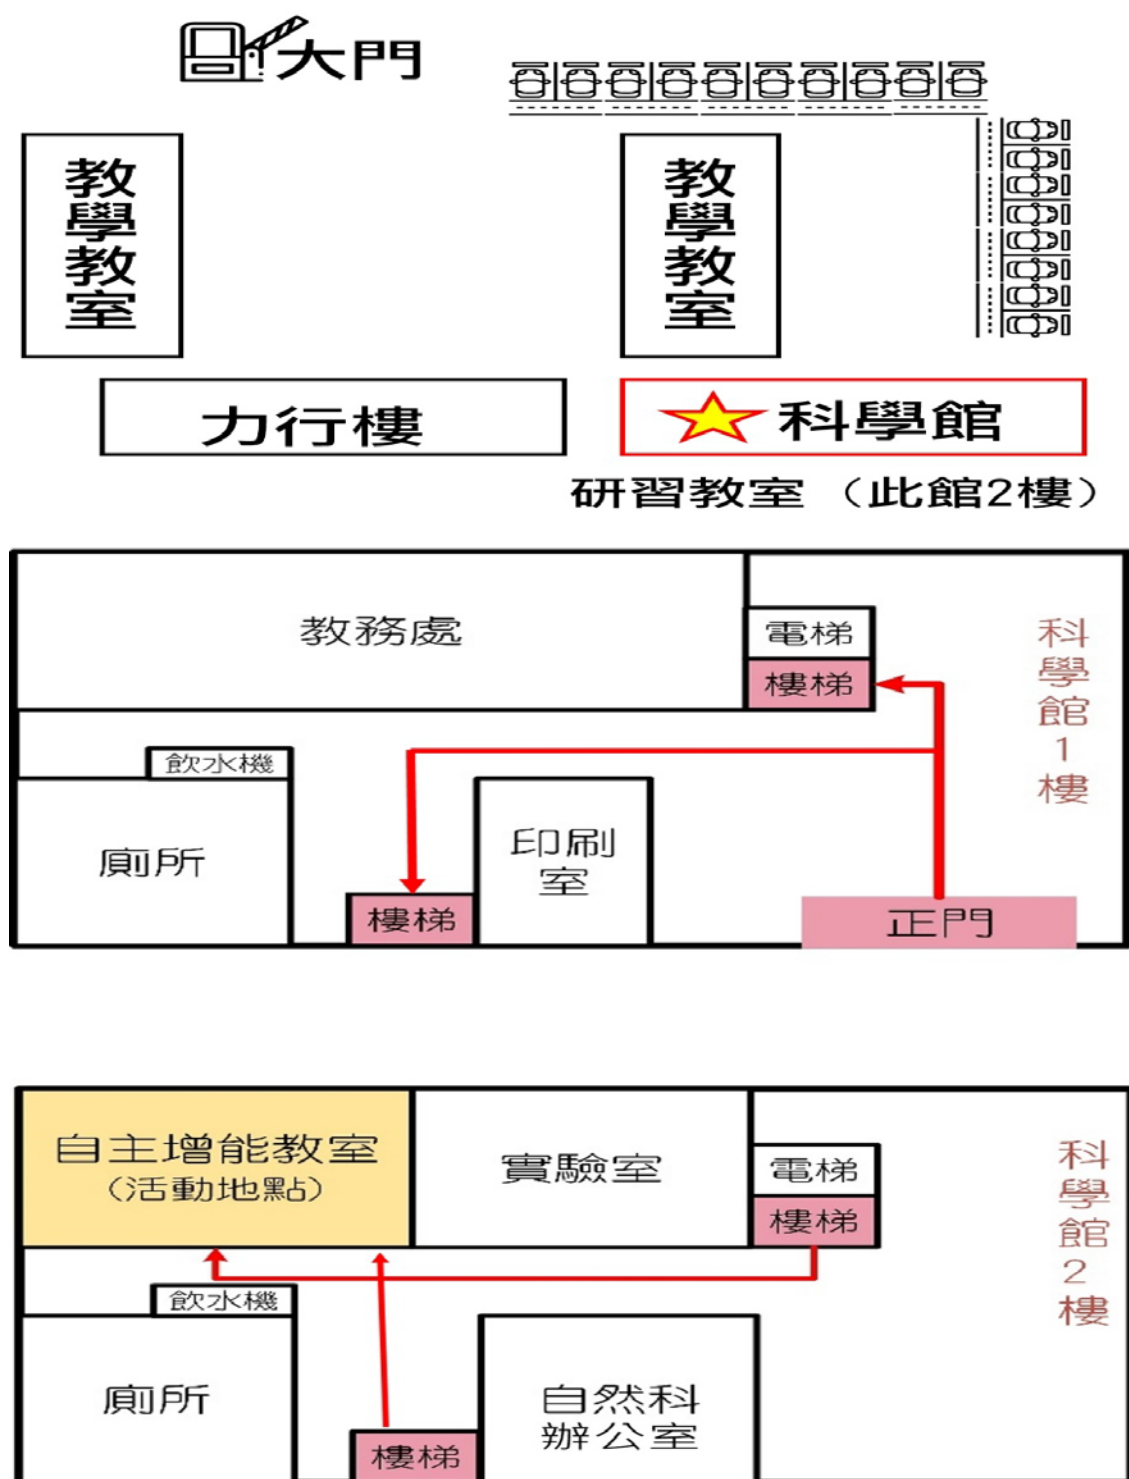 大門
教學教室
教學教室
力行樓
科學館
研習教室（此館2樓）
教務處
電梯
樓梯
科學館1樓
飲水機
廁所
印刷
室
樓梯
正門
自主增能教室
（活動地點）
實驗室
電梯
樓梯
科學館2樓
飲水機
廁所
自然科
辦公室
樓梯